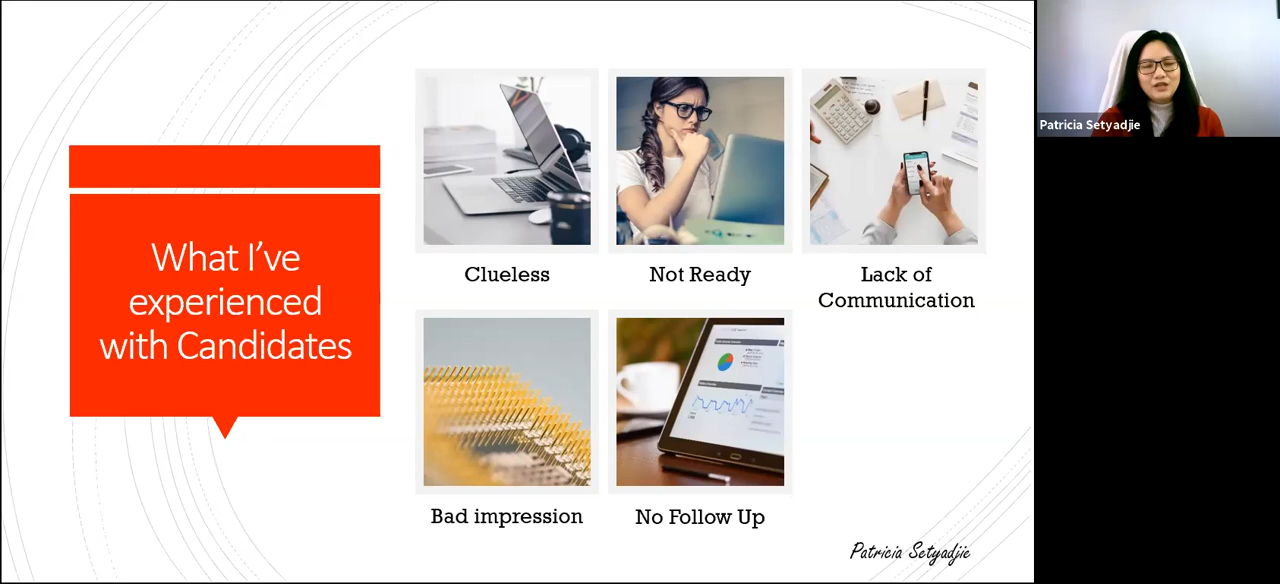 What I've
experienced
with Candidates
Clueless
Not Ready
Lack of
Communication
Bad impression
No Follow Up
Patricia Setyadjie
Patricia Setyadjie